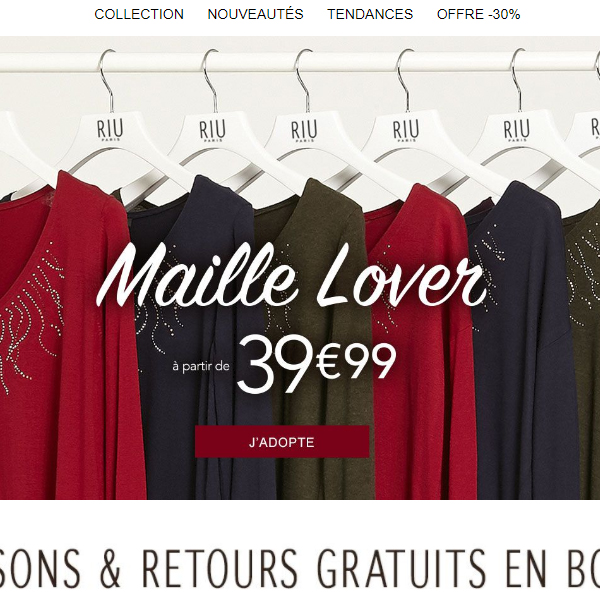 COLLECTION NOUVEAUTÉS TENDANCES OFFRE -30%
RIU RIU RIU RIU RIU
PARIS PARIS PARIS PARIS PARIS
Maille Lover
à partir de 39€99
J'ADOPTE
SONS & RETOURS GRATUITS EN BO